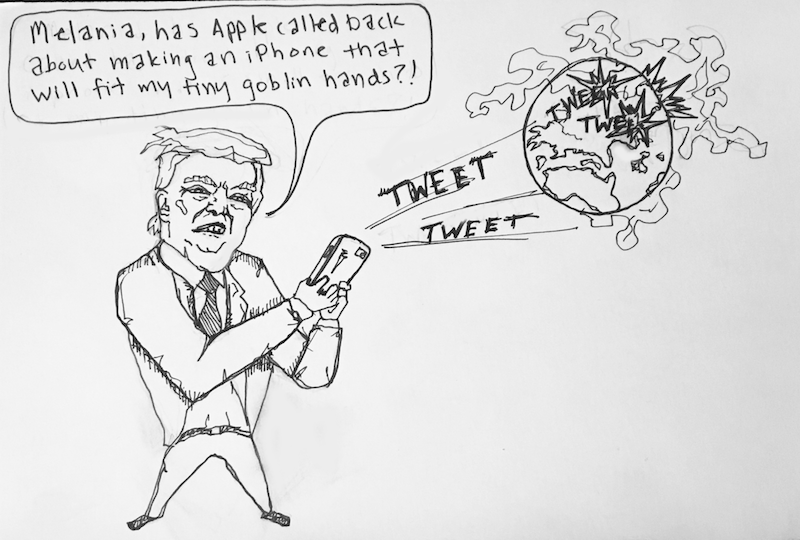 Melania, has Apple called back
about making an iPhone that
will fit my tiny goblin hands?!
TWEET
TWEET
TWEET
TWEET